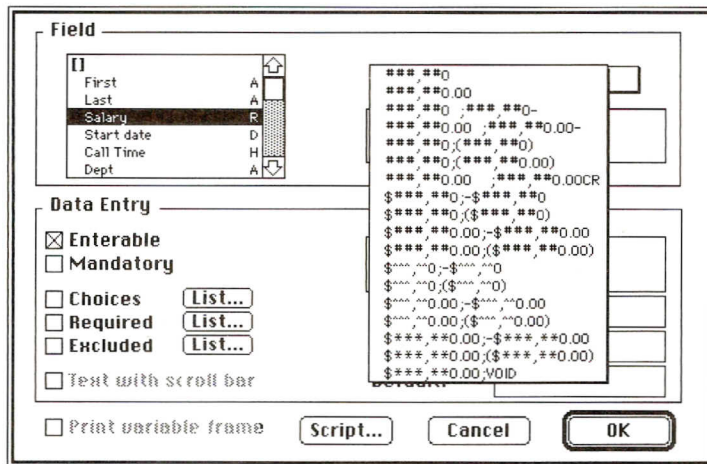 Field
[]
First A
Last A
Salary R
Start date D
Call Time H
Dept A
###,##0
###,##0.00
###,##0 ;###,##0-
###,##0.00 ;###,##0.00-
###,##0;(###,##0)
###,##0;(###,##0.00)
###,##0.00 ;###,##0.00CR
$###,##0;-$###,##0
$###,##0;($###,##0)
$###,##0.00;-$###,##0.00
$###,##0.00;($###,##0.00)
$^^^,^^0;-$^^^,^^0
$^^^,^^0;($^^^,^^0)
$^^^,^^0.00;-$^^^,^^0.00
$^^^,^^0.00;($^^^,^^0.00)
$***,**0.00;-$***,**0.00
$***,**0.00;($***,**0.00)
$***,**0.00;VOID
Data Entry
Enterable
Mandatory
Choices List...
Required List...
Excluded List...
Text with scroll bar
Print variable frame Script... Cancel OK